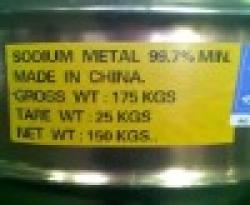 SODIUM METAL 99.7% MIN.
MADE IN CHINA.
GROSS WT : 175 KGS
TARE WT : 25 KGS
NET WT : 150 KGS..